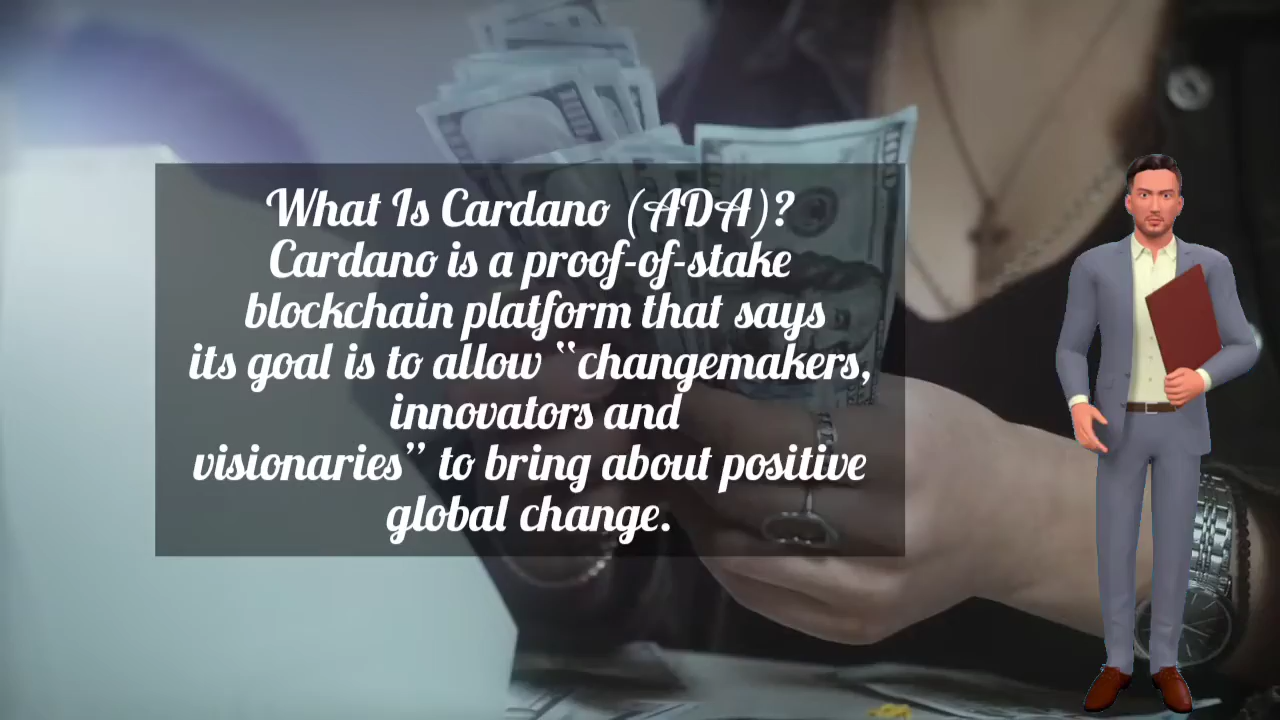 What Is Cardano (ADA)?
Cardano is a proof-of-stake
blockchain platform that says
its goal is to allow “changemakers,
innovators and
visionaries” to bring about positive
global change.